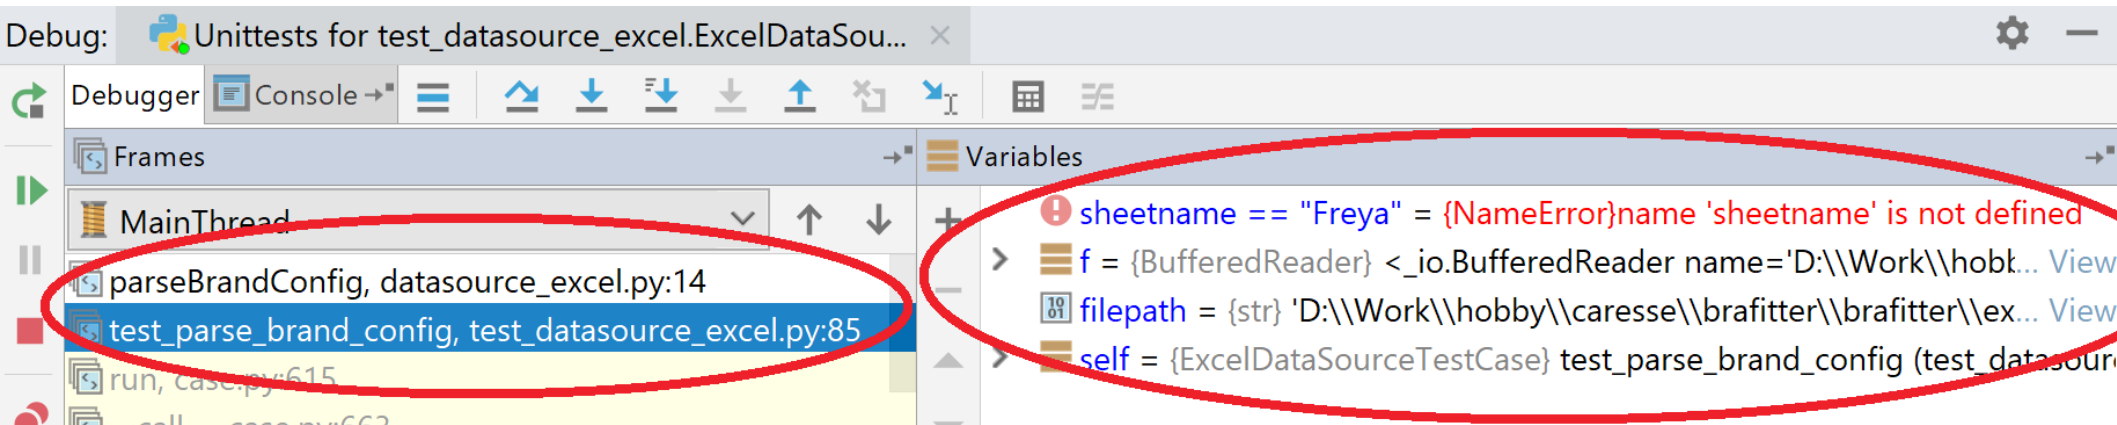 Debug: Unittests for test_datasource_excel.ExcelDataSou...
Debugger Console
Frames
Variables
MainThread
sheetname == "Freya" = {NameError}name 'sheetname' is not defined
parseBrandConfig, datasource_excel.py:14
f = {BufferedReader} <_io.BufferedReader name='D:\\Work\\hobb... View
test_parse_brand_config, test_datasource_excel.py:85
filepath = {str} 'D:\\Work\\hobby\\caresse\\brafitter\\brafitter\\ex... View
run, case.py:615
self = {ExcelDataSourceTestCase} test_parse_brand_config (test_datasour